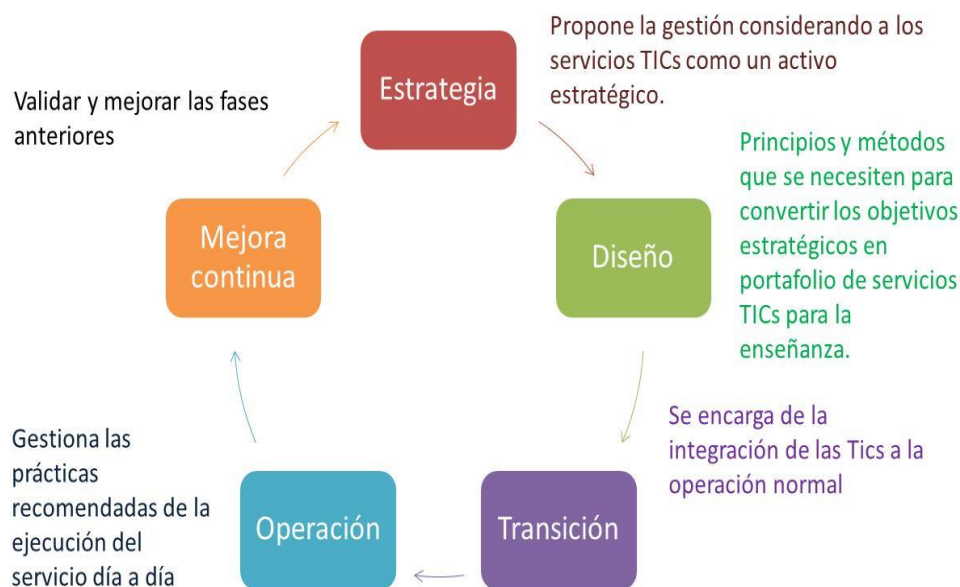 Estrategia
Propone la gestión considerando a los
servicios TICs como un activo
estratégico.
Diseño
Principios y métodos
que se necesiten para
convertir los objetivos
estratégicos en
portafolio de servicios
TICs para la
enseñanza.
Transición
Se encarga de la
integración de las Tics a la
operación normal
Operación
Gestiona las
prácticas
recomendadas de la
ejecución del
servicio día a día
Mejora
continua
Validar y mejorar las fases
anteriores